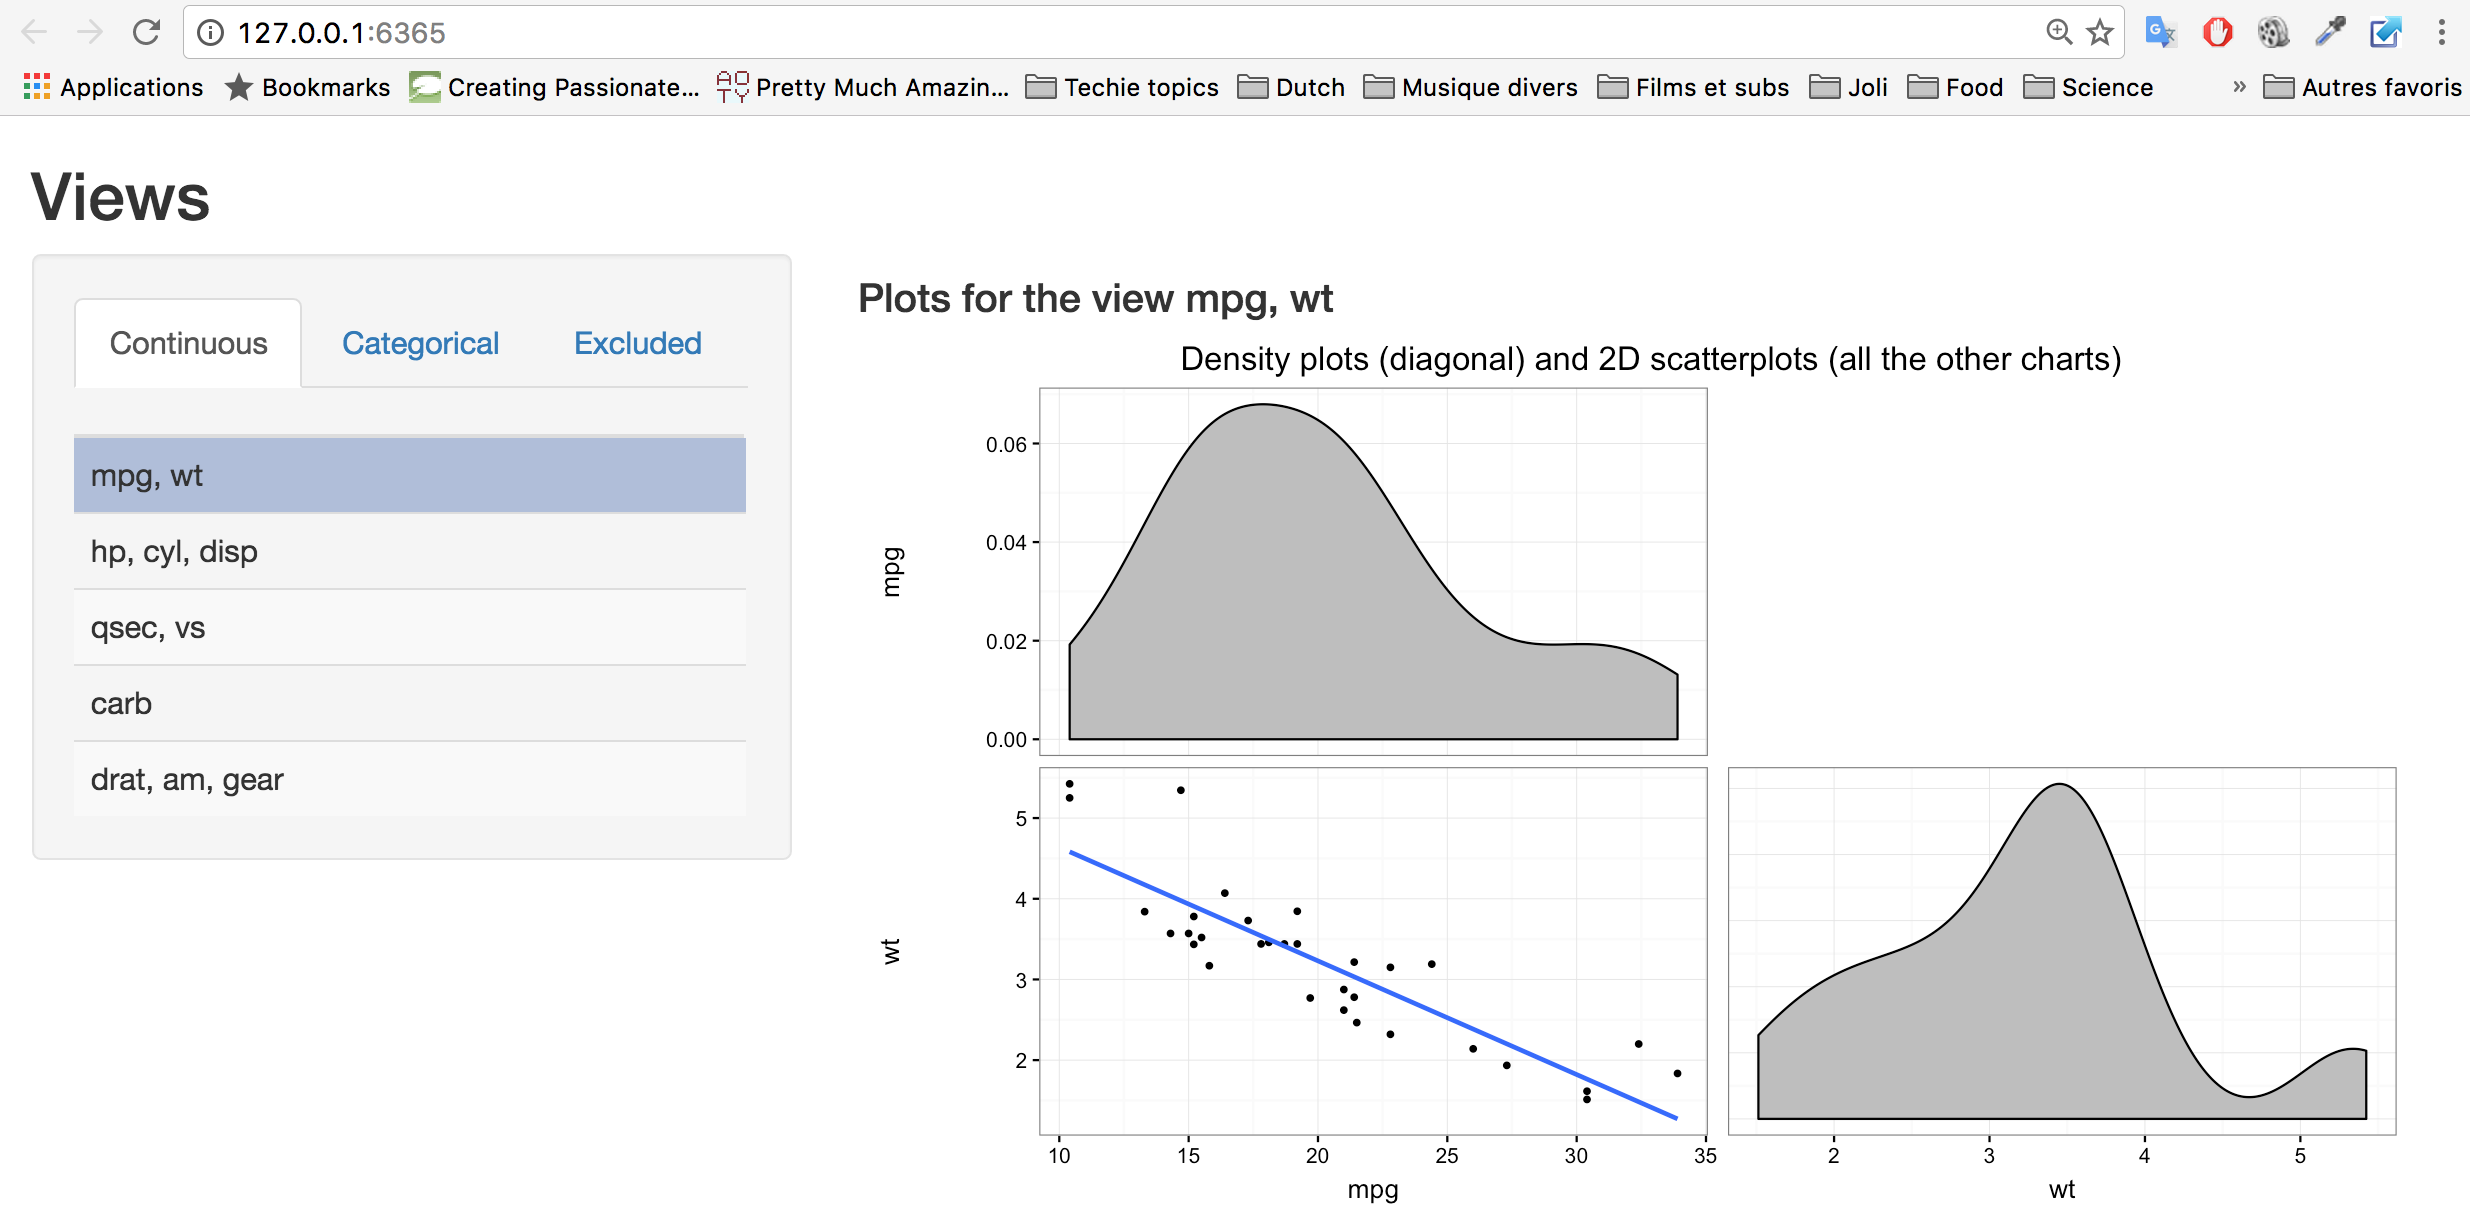 127.0.0.1:6365
Applications Bookmarks Creating Passionate... Pretty Much Amazin... Techie topics Dutch Musique divers Films et subs Joli Food Science » Autres favoris
Views
Continuous Categorical Excluded
mpg, wt
hp, cyl, disp
qsec, vs
carb
drat, am, gear
Plots for the view mpg, wt
Density plots (diagonal) and 2D scatterplots (all the other charts)
mpg
0.06
0.04
0.02
0.00
wt
5
4
3
2
10 15 20 25 30 35
mpg
2 3 4 5
wt